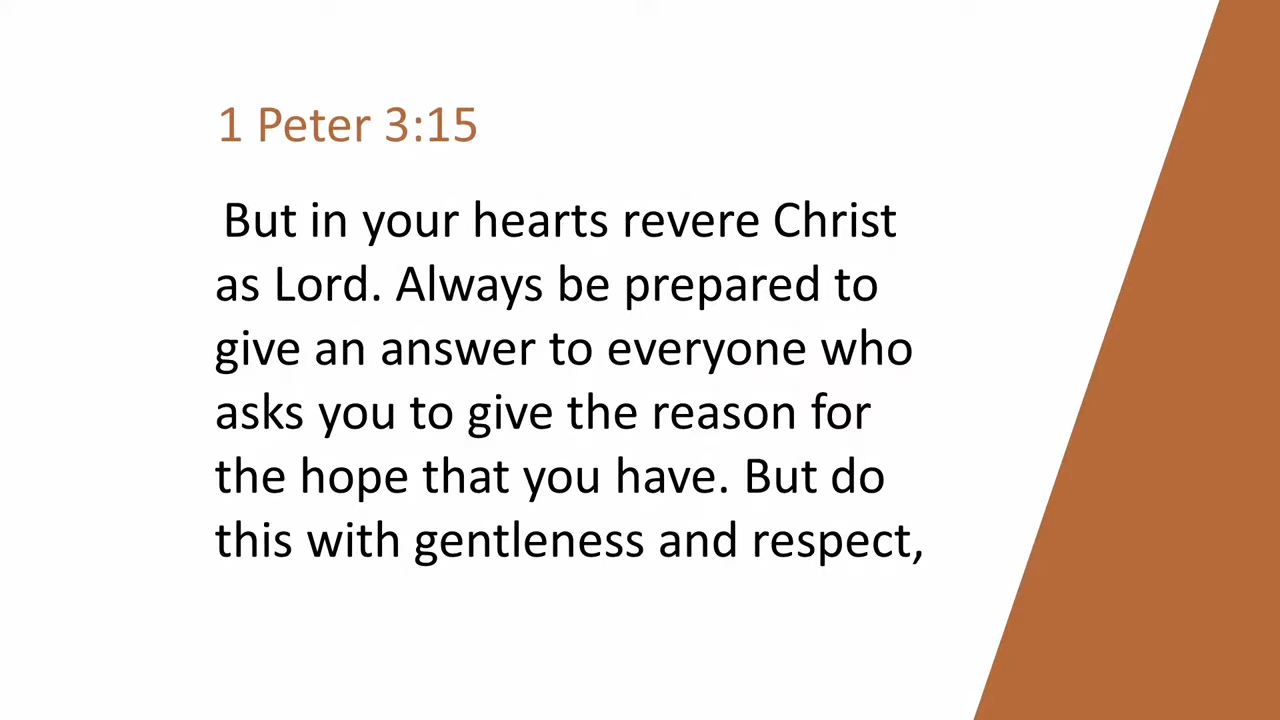 1 Peter 3:15
But in your hearts revere Christ
as Lord. Always be prepared to
give an answer to everyone who
asks you to give the reason for
the hope that you have. But do
this with gentleness and respect,